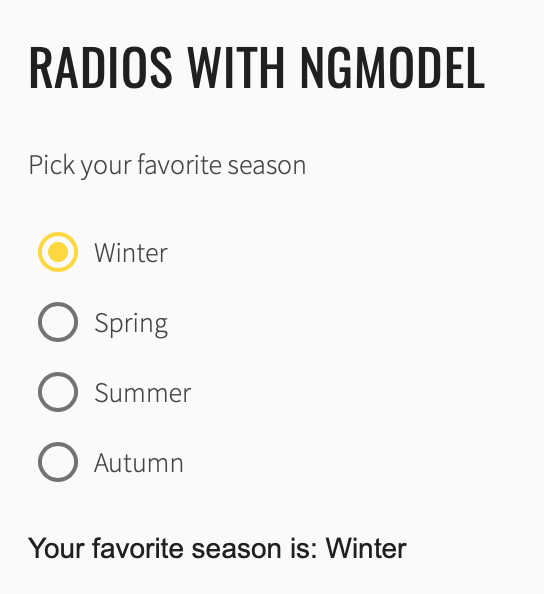 RADIOS WITH NGMODEL
Pick your favorite season
Winter
Spring
Summer
Autumn
Your favorite season is: Winter